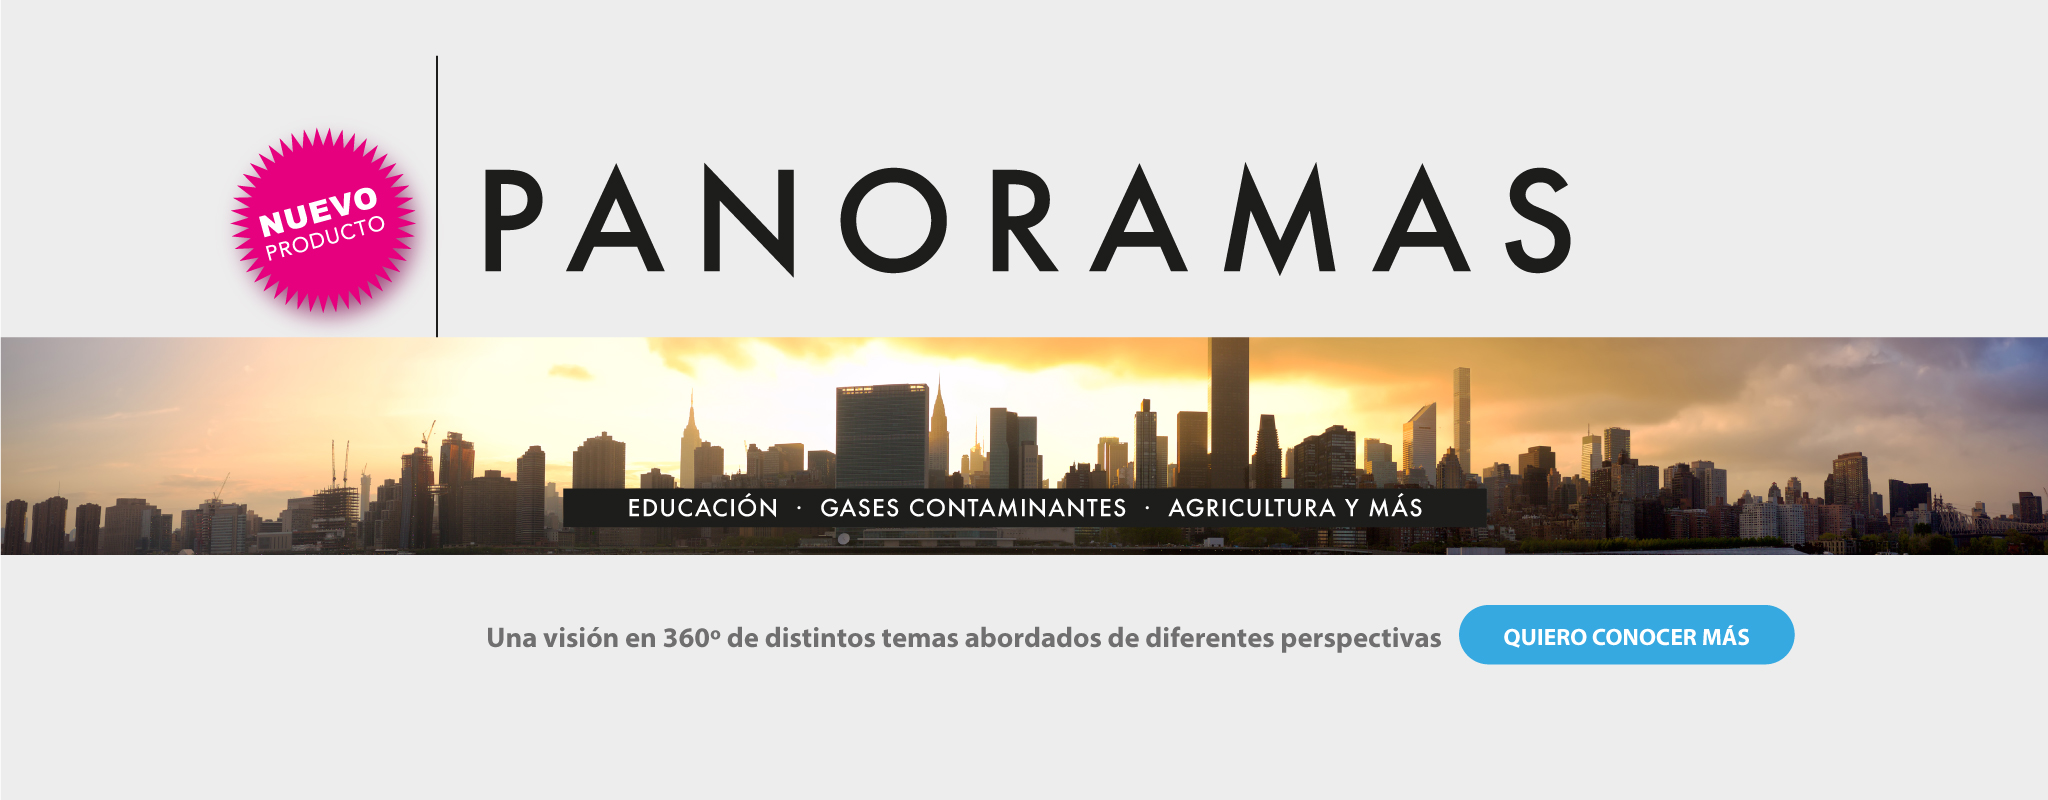 NUEVO
PRODUCTO
PANORAMAS
EDUCACIÓN · GASES CONTAMINANTES · AGRICULTURA Y MÁS
Una visión en 360º de distintos temas abordados de diferentes perspectivas
QUIERO CONOCER MÁS